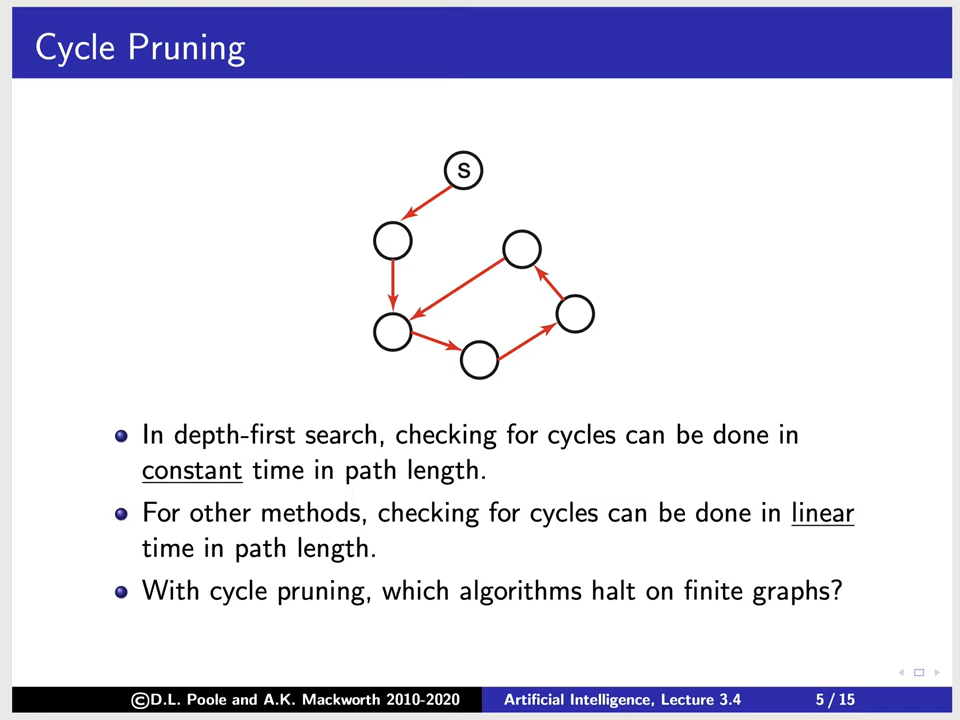 Cycle Pruning
S
In depth-first search, checking for cycles can be done in
constant time in path length.
For other methods, checking for cycles can be done in linear
time in path length.
With cycle pruning, which algorithms halt on finite graphs?
©D.L. Poole and A.K. Mackworth 2010-2020
Artificial Intelligence, Lecture 3.4
5 / 15